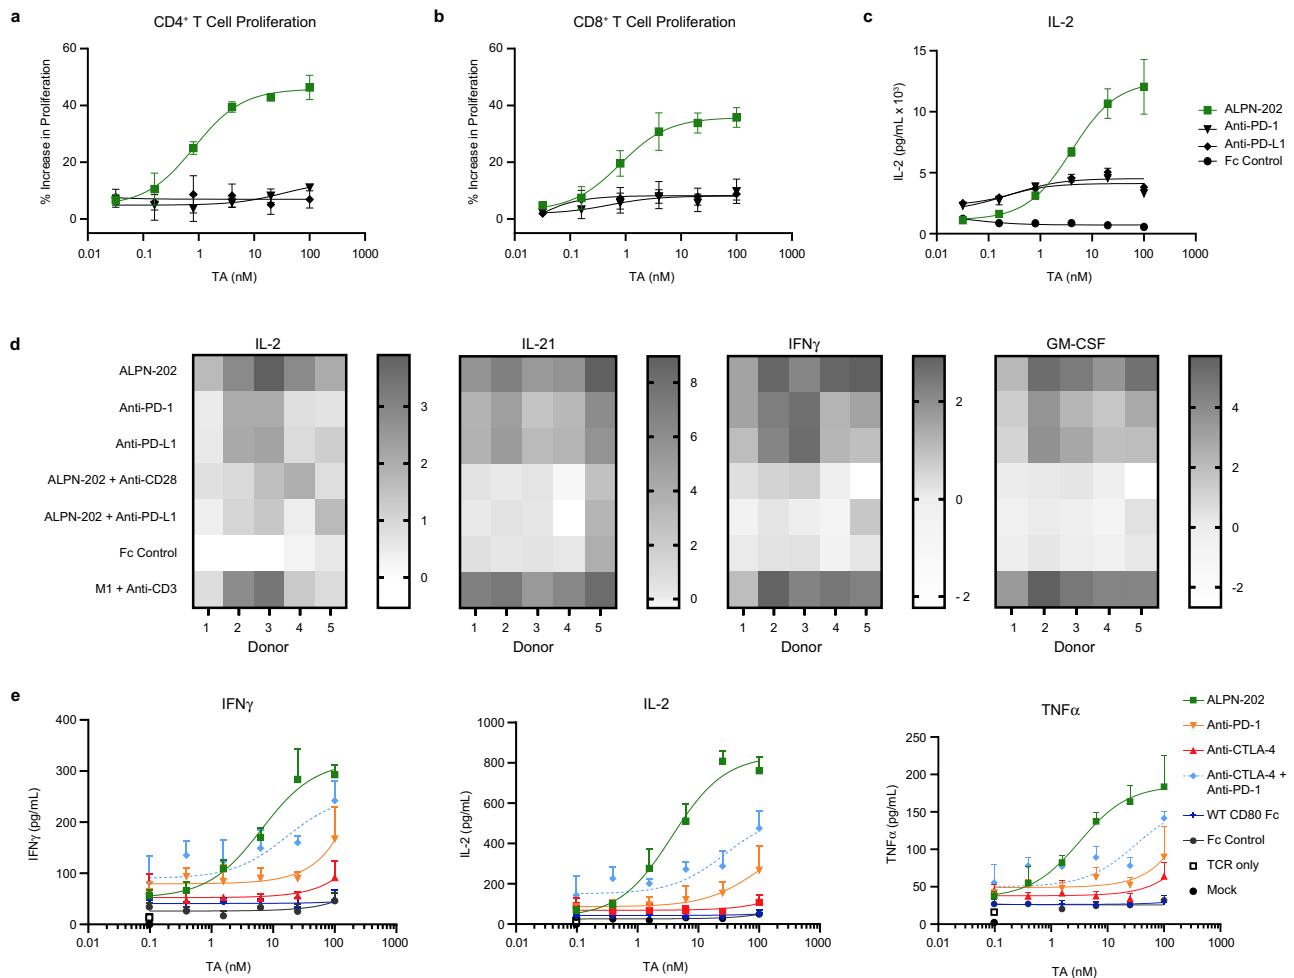 a
CD4⁺ T Cell Proliferation
% Increase in Proliferation
60
40
20
0
0.01
0.1
1
10
100
1000
TA (nM)
b
CD8⁺ T Cell Proliferation
% Increase in Proliferation
60
40
20
0
0.01
0.1
1
10
100
1000
TA (nM)
c
IL-2
IL-2 (pg/mL x 10³)
15
10
5
0
0.01
0.1
1
10
100
1000
TA (nM)
ALPN-202
Anti-PD-1
Anti-PD-L1
Fc Control
d
ALPN-202
Anti-PD-1
Anti-PD-L1
ALPN-202 + Anti-CD28
ALPN-202 + Anti-PD-L1
Fc Control
M1 + Anti-CD3
IL-2
3
2
1
0
1 2 3 4 5
Donor
IL-21
8
6
4
2
0
1 2 3 4 5
Donor
IFNγ
2
0
- 2
1 2 3 4 5
Donor
GM-CSF
4
2
0
-2
1 2 3 4 5
Donor
e
IFNγ
IFNγ (pg/mL)
400
300
200
100
0
0.1
1
10
100
1000
TA (nM)
IL-2
IL-2 (pg/mL)
1000
800
600
400
200
0
0.1
1
10
100
1000
TA (nM)
TNFα
TNFα (pg/mL)
250
200
150
100
50
0
0.01
0.1
1
10
100
1000
TA (nM)
ALPN-202
Anti-PD-1
Anti-CTLA-4
Anti-CTLA-4 +
Anti-PD-1
WT CD80 Fc
Fc Control
TCR only
Mock